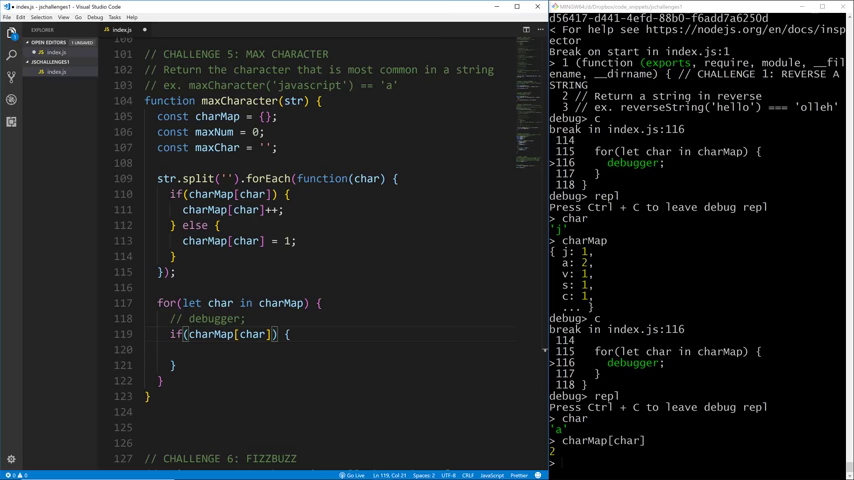 index.js - jschallenges1 - Visual Studio Code
File Edit Selection View Go Debug Tasks Help
EXPLORER
OPEN EDITORS 1 UNSAVED
index.js
JSCHALLENGES1
index.js
index.js
100
101 // CHALLENGE 5: MAX CHARACTER
102 // Return the character that is most common in a string
103 // ex. maxCharacter('javascript') == 'a'
104 function maxCharacter(str) {
105 const charMap = {};
106 const maxNum = 0;
107 const maxChar = '';
108
109 str.split('').forEach(function(char) {
110 if(charMap[char]) {
111 charMap[char]++;
112 } else {
113 charMap[char] = 1;
114 }
115 });
116
117 for(let char in charMap) {
118 // debugger;
119 if(charMap[char]) {
120
121 }
122 }
123 }
124
125
126
127 // CHALLENGE 6: FIZZBUZZ
0 0 Go Live Ln 119, Col 21 Spaces: 2 UTF-8 CRLF JavaScript Prettier
MINGW64:/d/Dropbox/code_snippets/jschallenges1
d56417-d441-4efd-88b0-f6add7a6250d
< For help see https://nodejs.org/en/docs/insp
ector
Break on start in index.js:1
> 1 (function (exports, require, module, __fil
ename, __dirname) { // CHALLENGE 1: REVERSE A
STRING
2 // Return a string in reverse
3 // ex. reverseString('hello') === 'olleh'
debug> c
break in index.js:116
114
115 for(let char in charMap) {
>116 debugger;
117 }
118 }
debug> repl
Press Ctrl + C to leave debug repl
> char
'j'
> charMap
{ j: 1,
a: 2,
v: 1,
s: 1,
c: 1,
... }
debug> c
break in index.js:116
114
115 for(let char in charMap) {
>116 debugger;
117 }
118 }
debug> repl
Press Ctrl + C to leave debug repl
> char
'a'
> charMap[char]
2
>